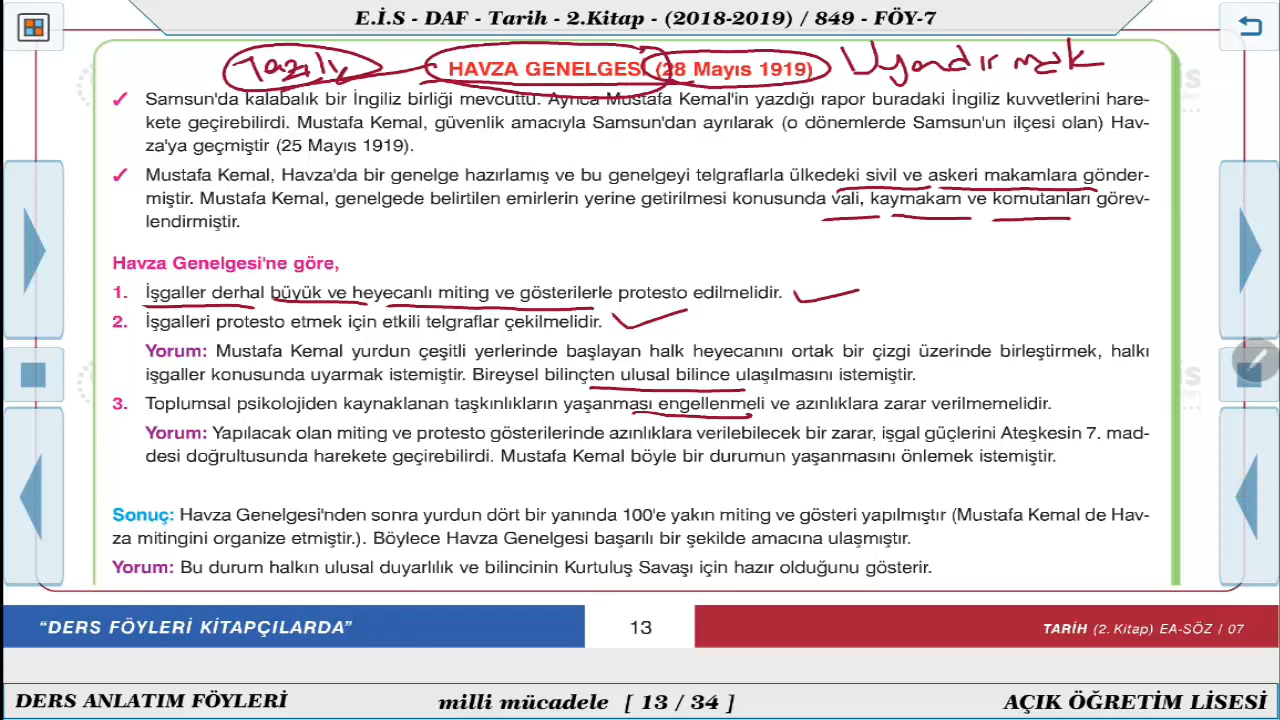 E.İ.S - DAF - Tarih - 2.Kitap - (2018-2019) / 849 - FÖY-7
Yazılı
HAVZA GENELGESİ (28 Mayıs 1919)
Uyandırmak
✓ Samsun'da kalabalık bir İngiliz birliği mevcuttu. Ayrıca Mustafa Kemal'in yazdığı rapor buradaki İngiliz kuvvetlerini hare-
kete geçirebilirdi. Mustafa Kemal, güvenlik amacıyla Samsun'dan ayrılarak (o dönemlerde Samsun'un ilçesi olan) Hav-
za'ya geçmiştir (25 Mayıs 1919).
✓ Mustafa Kemal, Havza'da bir genelge hazırlamış ve bu genelgeyi telgraflarla ülkedeki sivil ve askeri makamlara gönder-
miştir. Mustafa Kemal, genelgede belirtilen emirlerin yerine getirilmesi konusunda vali, kaymakam ve komutanları görev-
lendirmiştir.
Havza Genelgesi'ne göre,
1. İşgaller derhal büyük ve heyecanlı miting ve gösterilerle protesto edilmelidir.
2. İşgalleri protesto etmek için etkili telgraflar çekilmelidir.
Yorum: Mustafa Kemal yurdun çeşitli yerlerinde başlayan halk heyecanını ortak bir çizgi üzerinde birleştirmek, halkı
işgaller konusunda uyarmak istemiştir. Bireysel bilinçten ulusal bilince ulaşılmasını istemiştir.
3. Toplumsal psikolojiden kaynaklanan taşkınlıkların yaşanması engellenmeli ve azınlıklara zarar verilmemelidir.
Yorum: Yapılacak olan miting ve protesto gösterilerinde azınlıklara verilebilecek bir zarar, işgal güçlerini Ateşkesin 7. mad-
desi doğrultusunda harekete geçirebilirdi. Mustafa Kemal böyle bir durumun yaşanmasını önlemek istemiştir.
Sonuç: Havza Genelgesi'nden sonra yurdun dört bir yanında 100'e yakın miting ve gösteri yapılmıştır (Mustafa Kemal de Hav-
za mitingini organize etmiştir.). Böylece Havza Genelgesi başarılı bir şekilde amacına ulaşmıştır.
Yorum: Bu durum halkın ulusal duyarlılık ve bilincinin Kurtuluş Savaşı için hazır olduğunu gösterir.
"DERS FÖYLERİ KİTAPÇILARDA"
13
TARİH (2. Kitap) EA-SÖZ / 07
DERS ANLATIM FÖYLERİ
milli mücadele [ 13 / 34 ]
AÇIK ÖĞRETİM LİSESİ